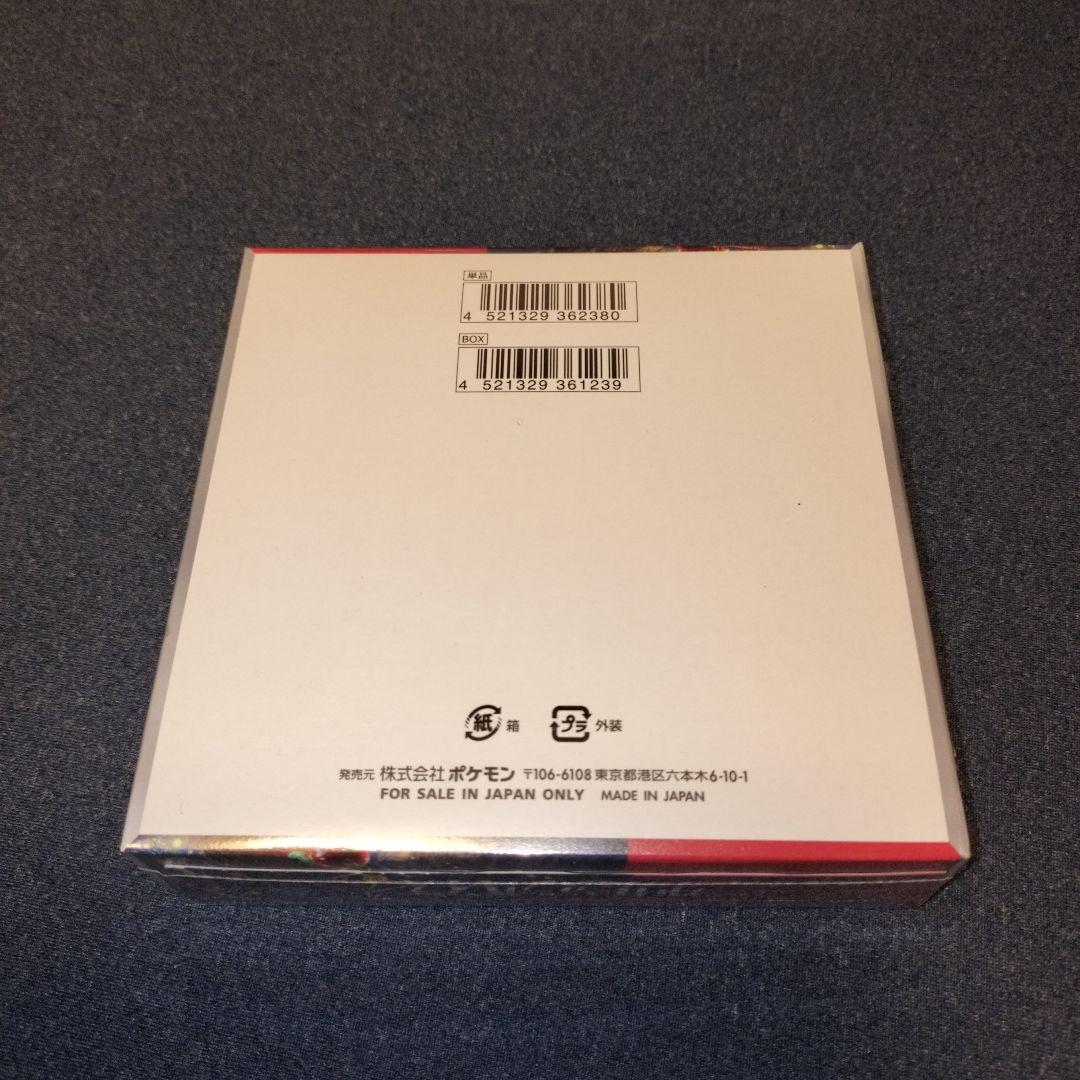 単品
4 521329 362380
BOX
4 521329 361239
紙 箱 プラ 外装
発売元 株式会社 ポケモン 〒106-6108 東京都港区六本木6-10-1
FOR SALE IN JAPAN ONLY MADE IN JAPAN